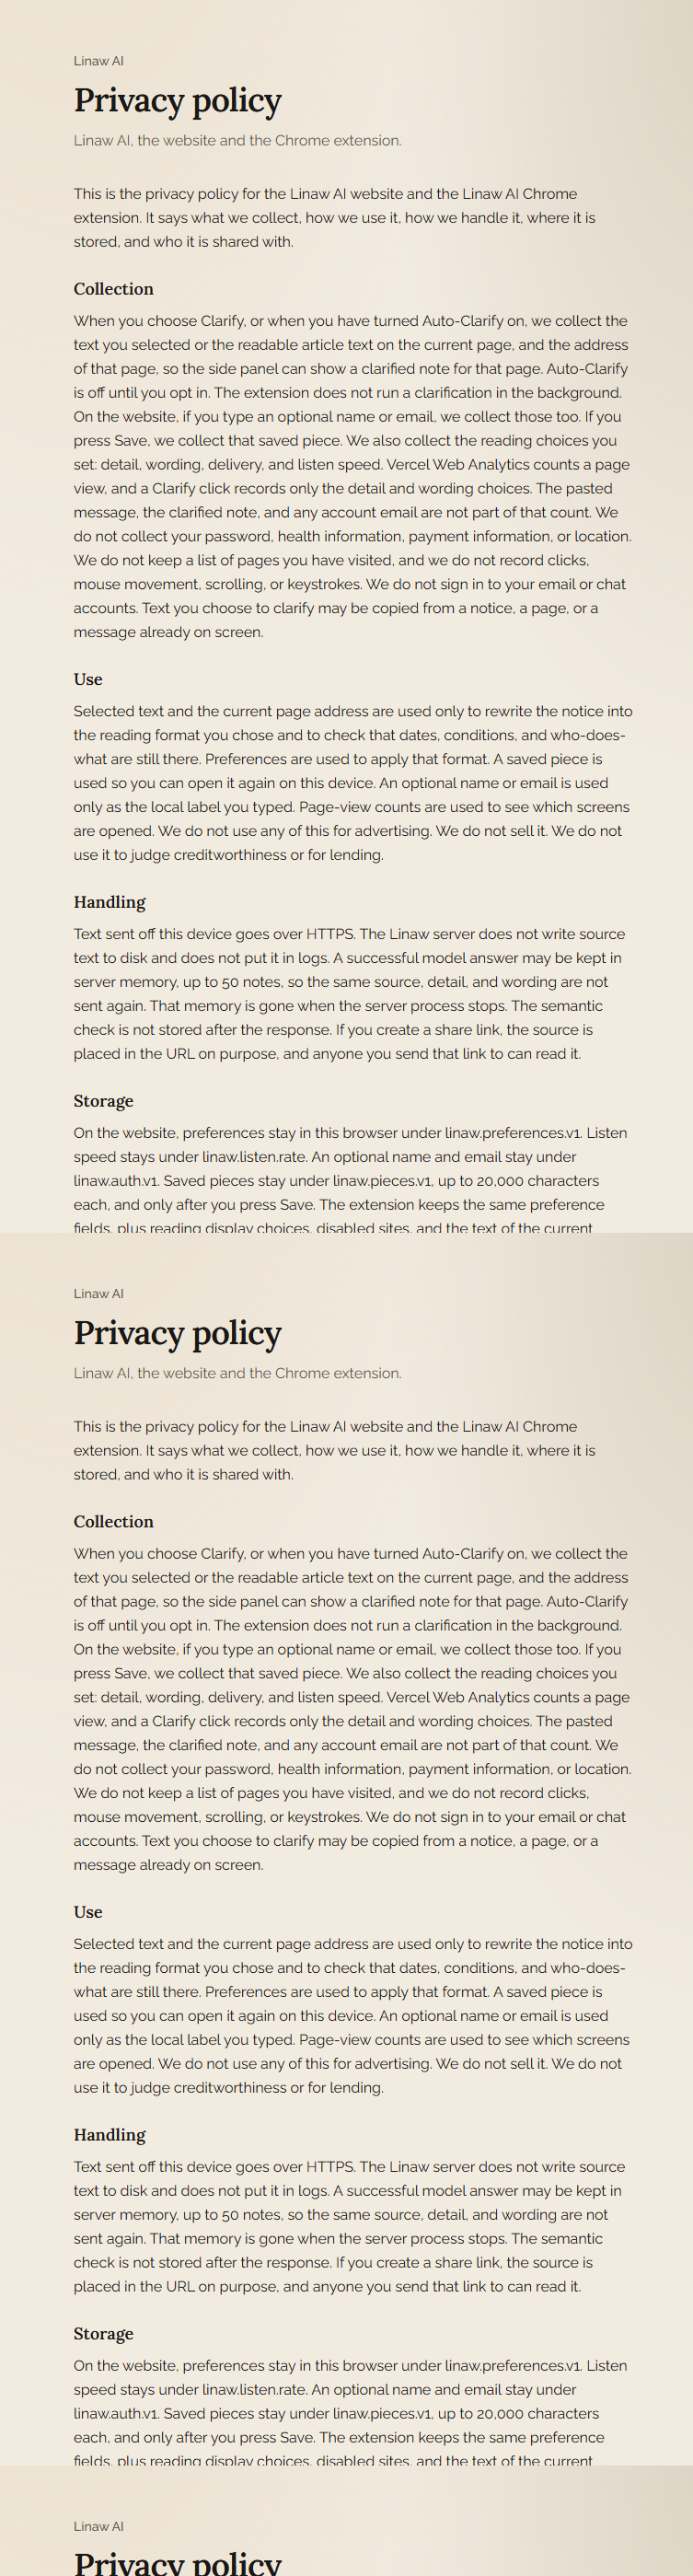 Linaw AI
Privacy policy
Linaw AI, the website and the Chrome extension.
This is the privacy policy for the Linaw AI website and the Linaw AI Chrome
extension. It says what we collect, how we use it, how we handle it, where it is
stored, and who it is shared with.
Collection
When you choose Clarify, or when you have turned Auto-Clarify on, we collect the
text you selected or the readable article text on the current page, and the address
of that page, so the side panel can show a clarified note for that page. Auto-Clarify
is off until you opt in. The extension does not run a clarification in the background.
On the website, if you type an optional name or email, we collect those too. If you
press Save, we collect that saved piece. We also collect the reading choices you
set: detail, wording, delivery, and listen speed. Vercel Web Analytics counts a page
view, and a Clarify click records only the detail and wording choices. The pasted
message, the clarified note, and any account email are not part of that count. We
do not collect your password, health information, payment information, or location.
We do not keep a list of pages you have visited, and we do not record clicks,
mouse movement, scrolling, or keystrokes. We do not sign in to your email or chat
accounts. Text you choose to clarify may be copied from a notice, a page, or a
message already on screen.
Use
Selected text and the current page address are used only to rewrite the notice into
the reading format you chose and to check that dates, conditions, and who-does-
what are still there. Preferences are used to apply that format. A saved piece is
used so you can open it again on this device. An optional name or email is used
only as the local label you typed. Page-view counts are used to see which screens
are opened. We do not use any of this for advertising. We do not sell it. We do not
use it to judge creditworthiness or for lending.
Handling
Text sent off this device goes over HTTPS. The Linaw server does not write source
text to disk and does not put it in logs. A successful model answer may be kept in
server memory, up to 50 notes, so the same source, detail, and wording are not
sent again. That memory is gone when the server process stops. The semantic
check is not stored after the response. If you create a share link, the source is
placed in the URL on purpose, and anyone you send that link to can read it.
Storage
On the website, preferences stay in this browser under linaw.preferences.v1. Listen
speed stays under linaw.listen.rate. An optional name and email stay under
linaw.auth.v1. Saved pieces stay under linaw.pieces.v1, up to 20,000 characters
each, and only after you press Save. The extension keeps the same preference
fields, plus reading display choices, disabled sites, and the text of the current
Linaw AI
Privacy policy
Linaw AI, the website and the Chrome extension.
This is the privacy policy for the Linaw AI website and the Linaw AI Chrome
extension. It says what we collect, how we use it, how we handle it, where it is
stored, and who it is shared with.
Collection
When you choose Clarify, or when you have turned Auto-Clarify on, we collect the
text you selected or the readable article text on the current page, and the address
of that page, so the side panel can show a clarified note for that page. Auto-Clarify
is off until you opt in. The extension does not run a clarification in the background.
On the website, if you type an optional name or email, we collect those too. If you
press Save, we collect that saved piece. We also collect the reading choices you
set: detail, wording, delivery, and listen speed. Vercel Web Analytics counts a page
view, and a Clarify click records only the detail and wording choices. The pasted
message, the clarified note, and any account email are not part of that count. We
do not collect your password, health information, payment information, or location.
We do not keep a list of pages you have visited, and we do not record clicks,
mouse movement, scrolling, or keystrokes. We do not sign in to your email or chat
accounts. Text you choose to clarify may be copied from a notice, a page, or a
message already on screen.
Use
Selected text and the current page address are used only to rewrite the notice into
the reading format you chose and to check that dates, conditions, and who-does-
what are still there. Preferences are used to apply that format. A saved piece is
used so you can open it again on this device. An optional name or email is used
only as the local label you typed. Page-view counts are used to see which screens
are opened. We do not use any of this for advertising. We do not sell it. We do not
use it to judge creditworthiness or for lending.
Handling
Text sent off this device goes over HTTPS. The Linaw server does not write source
text to disk and does not put it in logs. A successful model answer may be kept in
server memory, up to 50 notes, so the same source, detail, and wording are not
sent again. That memory is gone when the server process stops. The semantic
check is not stored after the response. If you create a share link, the source is
placed in the URL on purpose, and anyone you send that link to can read it.
Storage
On the website, preferences stay in this browser under linaw.preferences.v1. Listen
speed stays under linaw.listen.rate. An optional name and email stay under
linaw.auth.v1. Saved pieces stay under linaw.pieces.v1, up to 20,000 characters
each, and only after you press Save. The extension keeps the same preference
fields, plus reading display choices, disabled sites, and the text of the current
Linaw AI
Privacy policy